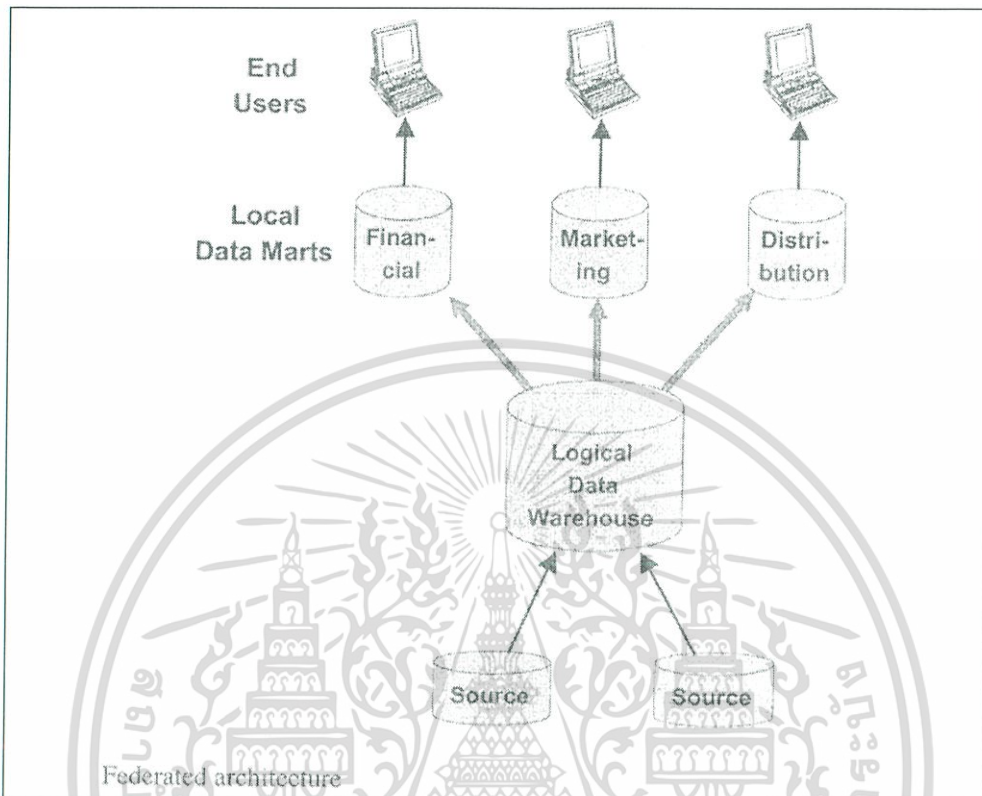 End
Users
Local
Data Marts
Finan-
cial
Market-
ing
Distri-
bution
Logical
Data
Warehouse
Source
Source
Federated architecture